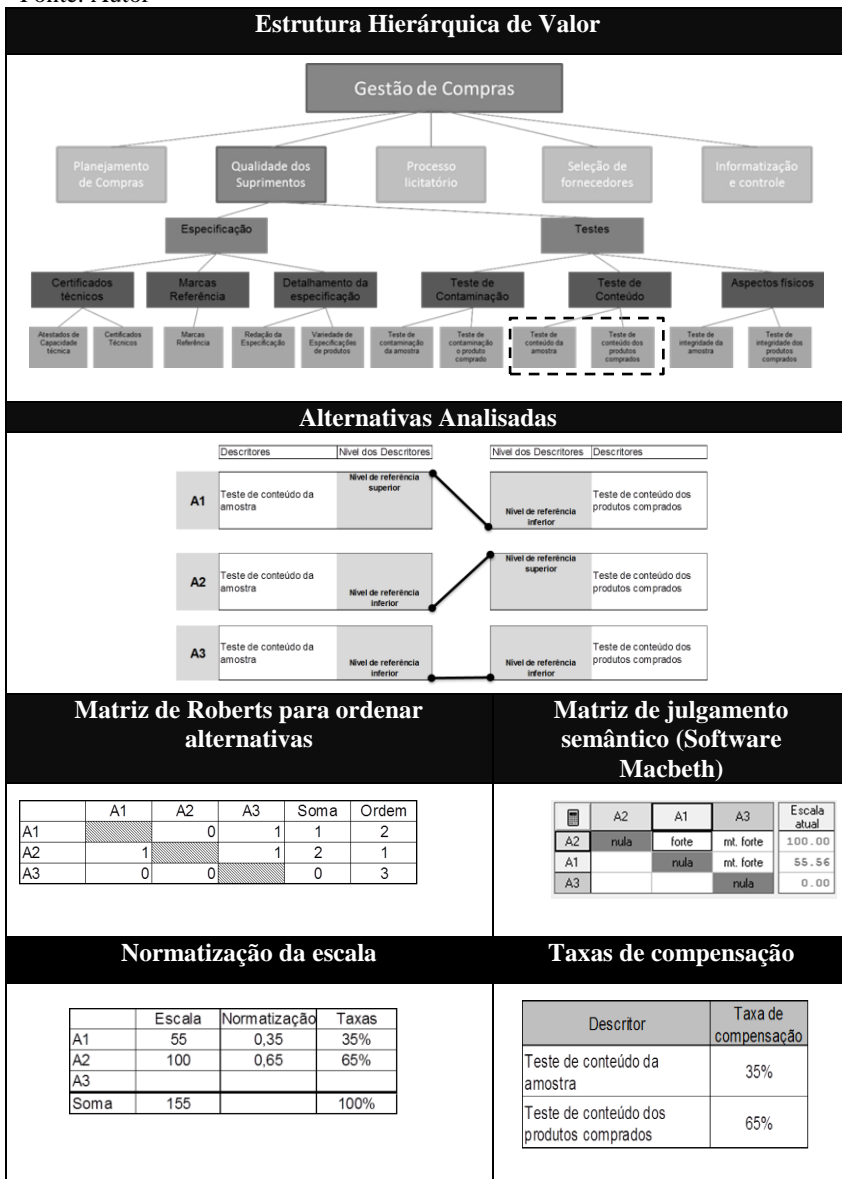 Fonte: Autor
Estrutura Hierárquica de Valor
Gestão de Compras
Planejamento
de Compras
Qualidade dos
Suprimentos
Processo
licitatório
Seleção de
fornecedores
Informatização
e controle
Especificação
Testes
Certificados
técnicos
Marcas
Referência
Detalhamento da
especificação
Teste de
Contaminação
Teste de
Conteúdo
Aspectos físicos
Atestados de
Capacidade
técnica
Certificados
Técnicos
Marcas
Referência
Redação da
Especificação
Variedade de
Especificações
de produtos
Teste de
contaminação
da amostra
Teste de
contaminação
o produto
comprado
Teste de
conteúdo da
amostra
Teste de
conteúdo dos
produtos
comprados
Teste de
integridade da
amostra
Teste de
integridade dos
produtos
comprados
Alternativas Analisadas
Descritores Nivel dos Descritores Nivel dos Descritores Descritores
A1
Teste de conteúdo da
amostra
Nivel de referência
superior
Nivel de referência
inferior
Teste de conteúdo dos
produtos comprados
A2
Teste de conteúdo da
amostra
Nivel de referência
inferior
Nivel de referência
superior
Teste de conteúdo dos
produtos comprados
A3
Teste de conteúdo da
amostra
Nivel de referência
inferior
Nivel de referência
inferior
Teste de conteúdo dos
produtos comprados
Matriz de Roberts para ordenar
alternativas
Matriz de julgamento
semântico (Software
Macbeth)
A1 A2 A3 Soma Ordem
A1 0 1 1 2
A2 1 1 2 1
A3 0 0 0 3
A2 A1 A3 Escala
atual
A2 nula forte mt. forte 100.00
A1 nula mt. forte 55.56
A3 nula 0.00
Normatização da escala
Taxas de compensação
Escala Normatização Taxas
A1 55 0,35 35%
A2 100 0,65 65%
A3
Soma 155 100%
Descritor Taxa de
compensação
Teste de conteúdo da
amostra
35%
Teste de conteúdo dos
produtos comprados
65%